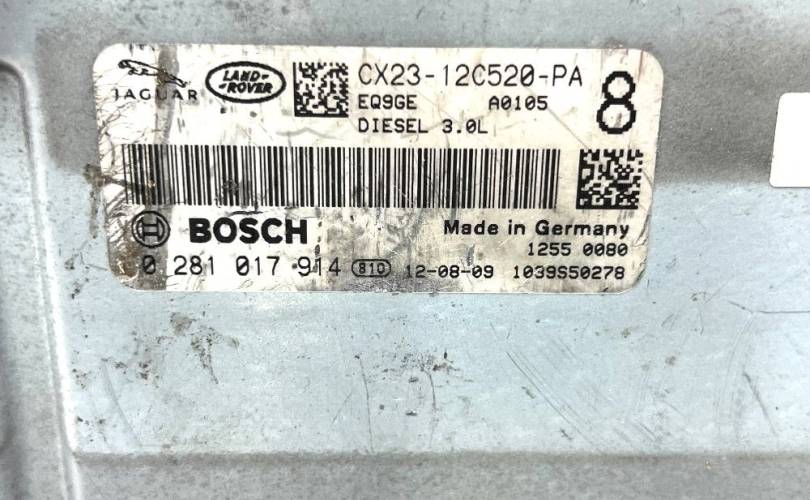 JAGUAR
LAND-
-ROVER
CX23-12C520-PA
8
EQ9GE A0105
DIESEL 3.0L
BOSCH
Made in Germany
1255 0080
0 281 017 914 810 12-08-09 1039S50278